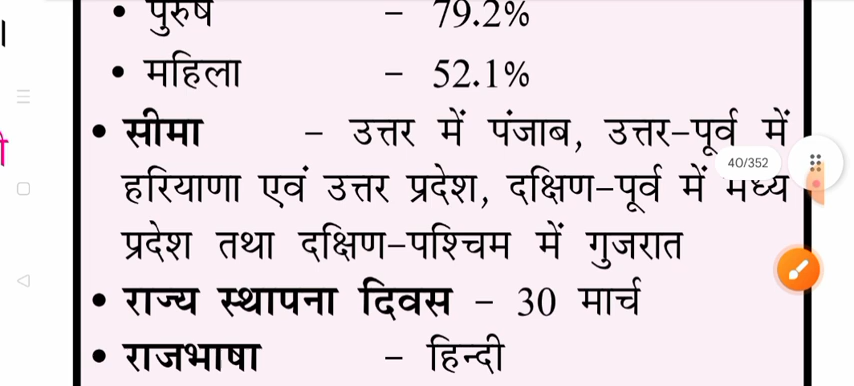 ।
• पुरुष – 79.2%
• महिला – 52.1%
• सीमा – उत्तर में पंजाब, उत्तर-पूर्व में
40/352
हरियाणा एवं उत्तर प्रदेश, दक्षिण-पूर्व में मध्य
प्रदेश तथा दक्षिण-पश्चिम में गुजरात
• राज्य स्थापना दिवस – 30 मार्च
• राजभाषा – हिन्दी